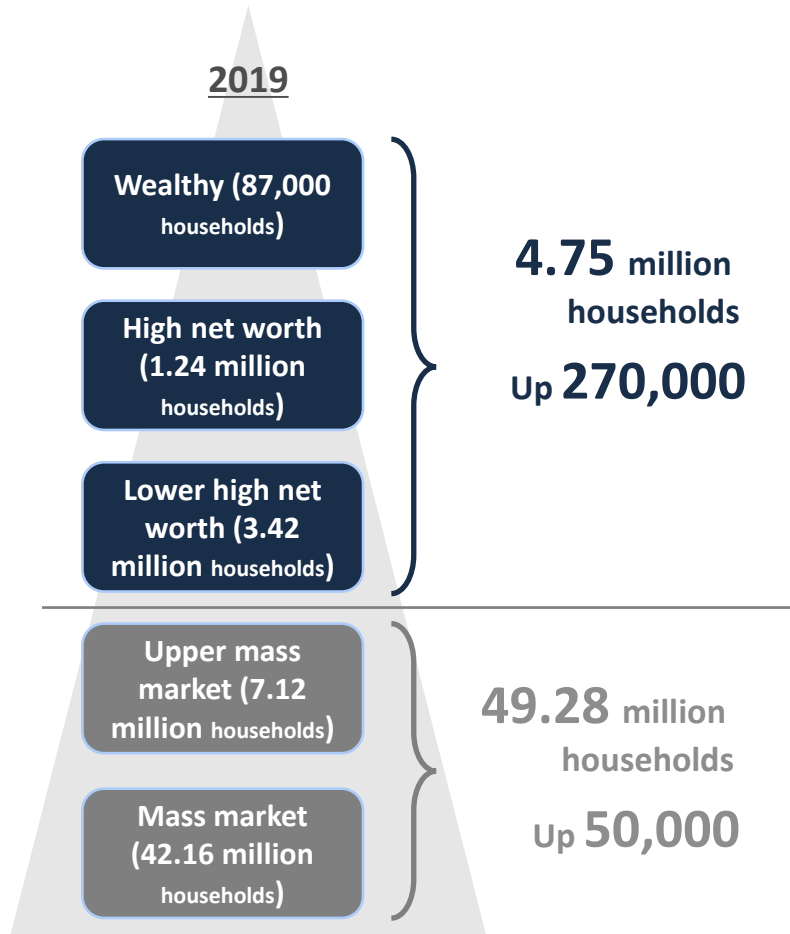 2019
Wealthy (87,000
households)
High net worth
(1.24 million
households)
Lower high net
worth (3.42
million households)
4.75 million
households
Up 270,000
Upper mass
market (7.12
million households)
Mass market
(42.16 million
households)
49.28 million
households
Up 50,000